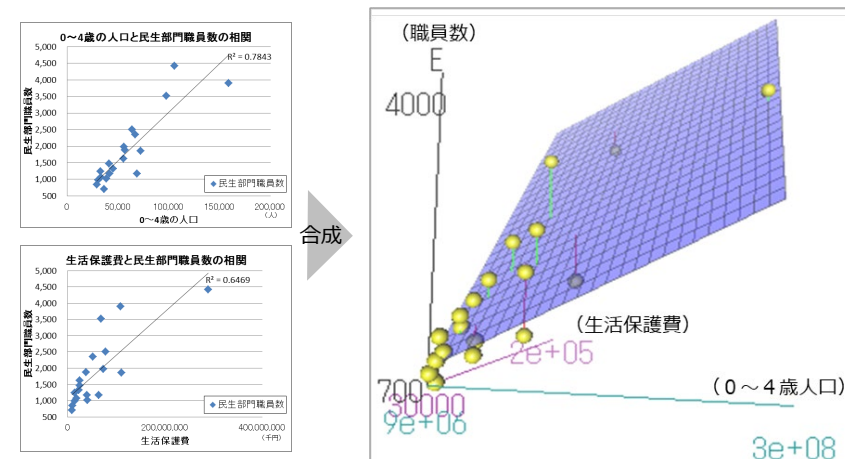 0～4歳の人口と民生部門職員数の相関
5,000
4,500
4,000
3,500
3,000
2,500
2,000
1,500
1,000
500
民生部門職員数
R² = 0.7843
◆民生部門職員数
0
50,000
100,000
150,000
200,000
(人)
0～4歳の人口
生活保護費と民生部門職員数の相関
5,000
4,500
4,000
3,500
3,000
2,500
2,000
1,500
1,000
500
民生部門職員数
R² = 0.6469
◆民生部門職員数
0
200,000,000
400,000,000
(千円)
生活保護費
合成
（職員数）
E
4000
（生活保護費）
2e+05
（０～４歳人口）
700
30000
9e+06
3e+08